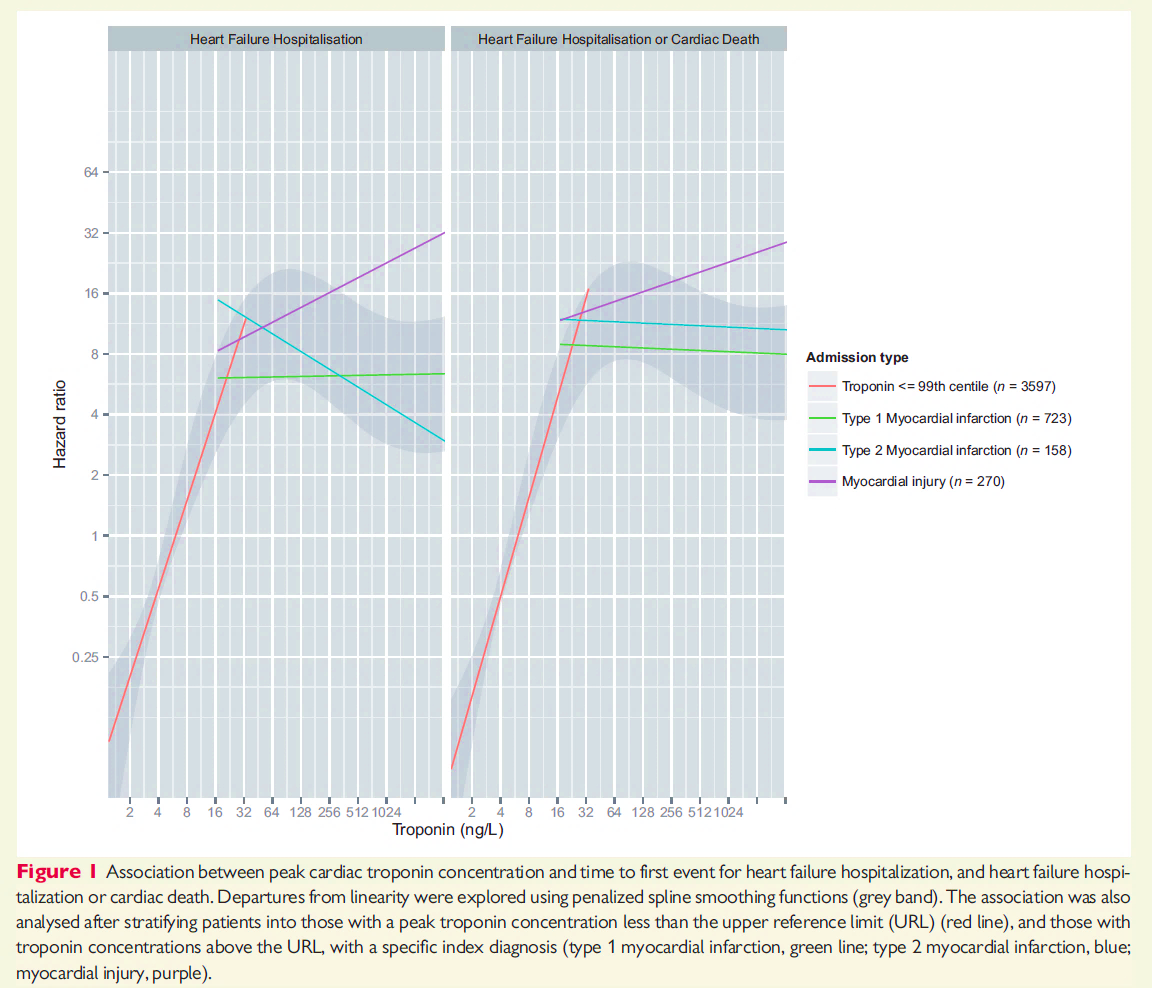 Heart Failure Hospitalisation
Heart Failure Hospitalisation or Cardiac Death
64
32
16
8
4
2
1
0.5
0.25
Hazard ratio
2 4 8 16 32 64 128 256 512 1024
2 4 8 16 32 64 128 256 512 1024
Troponin (ng/L)
Admission type
Troponin <= 99th centile (n = 3597)
Type 1 Myocardial infarction (n = 723)
Type 2 Myocardial infarction (n = 158)
Myocardial injury (n = 270)
Figure 1 Association between peak cardiac troponin concentration and time to first event for heart failure hospitalization, and heart failure hospi-
talization or cardiac death. Departures from linearity were explored using penalized spline smoothing functions (grey band). The association was also
analysed after stratifying patients into those with a peak troponin concentration less than the upper reference limit (URL) (red line), and those with
troponin concentrations above the URL, with a specific index diagnosis (type 1 myocardial infarction, green line; type 2 myocardial infarction, blue;
myocardial injury, purple).